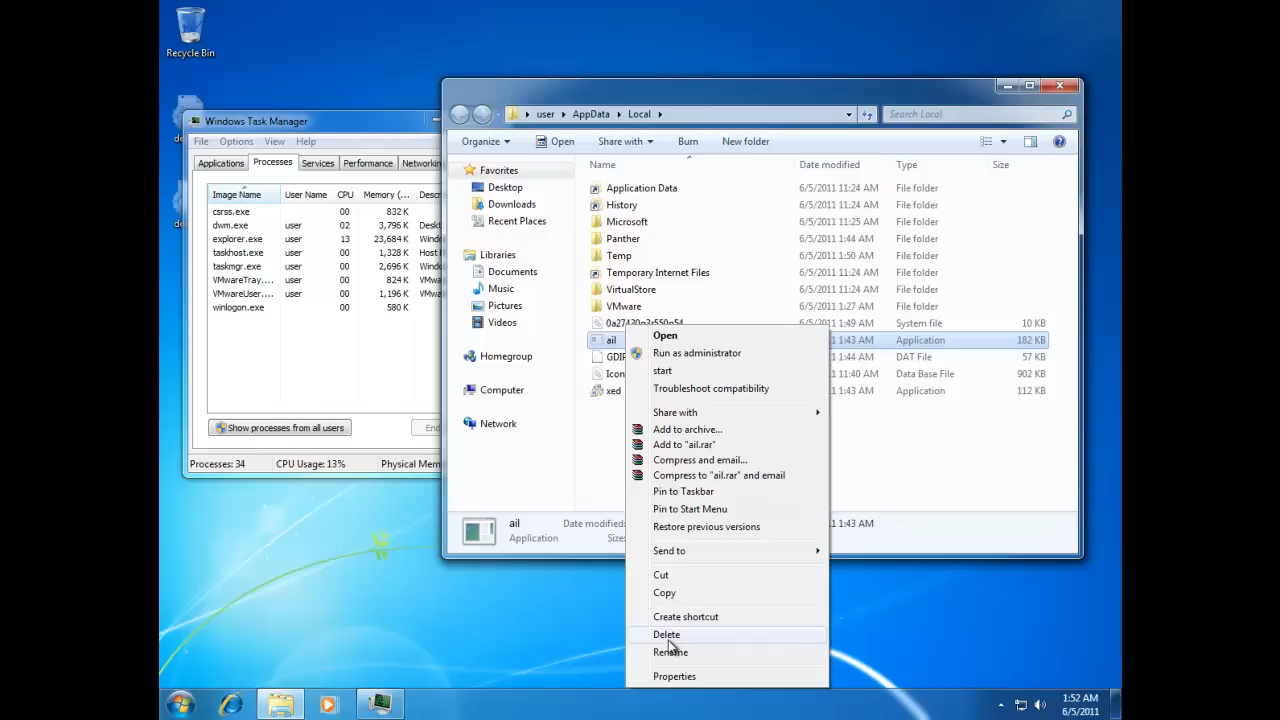 Recycle Bin
Windows Task Manager
File Options View Help
Applications Processes Services Performance Networkin
Image Name User Name CPU Memory (... Descr
csrss.exe 00 832 K
dwm.exe user 02 3,796 K Deskt
explorer.exe user 13 23,684 K Windo
taskhost.exe user 00 1,328 K Host
taskmgr.exe user 00 2,696 K Windo
VMwareTray.... user 00 824 K VMwa
VMwareUser.... user 00 1,196 K VMwa
winlogon.exe 00 580 K
Show processes from all users
En
Processes: 34 CPU Usage: 13% Physical Mem
user AppData Local
Search Local
Organize Open Share with Burn New folder
Favorites
Desktop
Downloads
Recent Places
Libraries
Documents
Music
Pictures
Videos
Homegroup
Computer
Network
Name Date modified Type Size
Application Data 6/5/2011 11:24 AM File folder
History 6/5/2011 11:24 AM File folder
Microsoft 6/5/2011 11:25 AM File folder
Panther 6/5/2011 1:44 AM File folder
Temp 6/5/2011 1:50 AM File folder
Temporary Internet Files 6/5/2011 11:24 AM File folder
VirtualStore 6/5/2011 11:24 AM File folder
VMware 6/5/2011 1:27 AM File folder
6/5/2011 1:49 AM System file 10 KB
ail 1:43 AM Application 182 KB
GDIP 1:44 AM DAT File 57 KB
Icon 11:40 AM Data Base File 902 KB
xed 1:43 AM Application 112 KB
Open
Run as administrator
start
Troubleshoot compatibility
Share with
Add to archive...
Add to "ail.rar"
Compress and email...
Compress to "ail.rar" and email
Pin to Taskbar
Pin to Start Menu
Restore previous versions
Send to
Cut
Copy
Create shortcut
Delete
Rename
Properties
ail Date modified: 1:43 AM
Application Size:
1:52 AM
6/5/2011